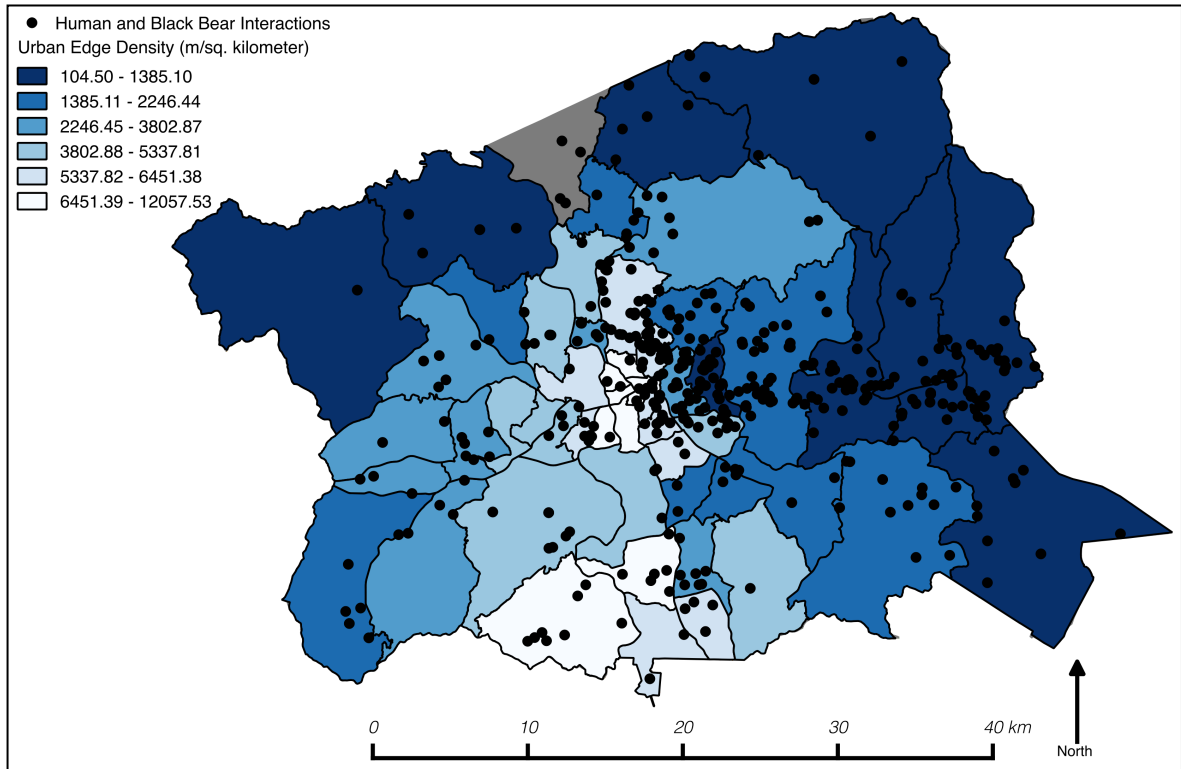 Human and Black Bear Interactions
Urban Edge Density (m/sq. kilometer)
104.50 - 1385.10
1385.11 - 2246.44
2246.45 - 3802.87
3802.88 - 5337.81
5337.82 - 6451.38
6451.39 - 12057.53
0 10 20 30 40 km
North